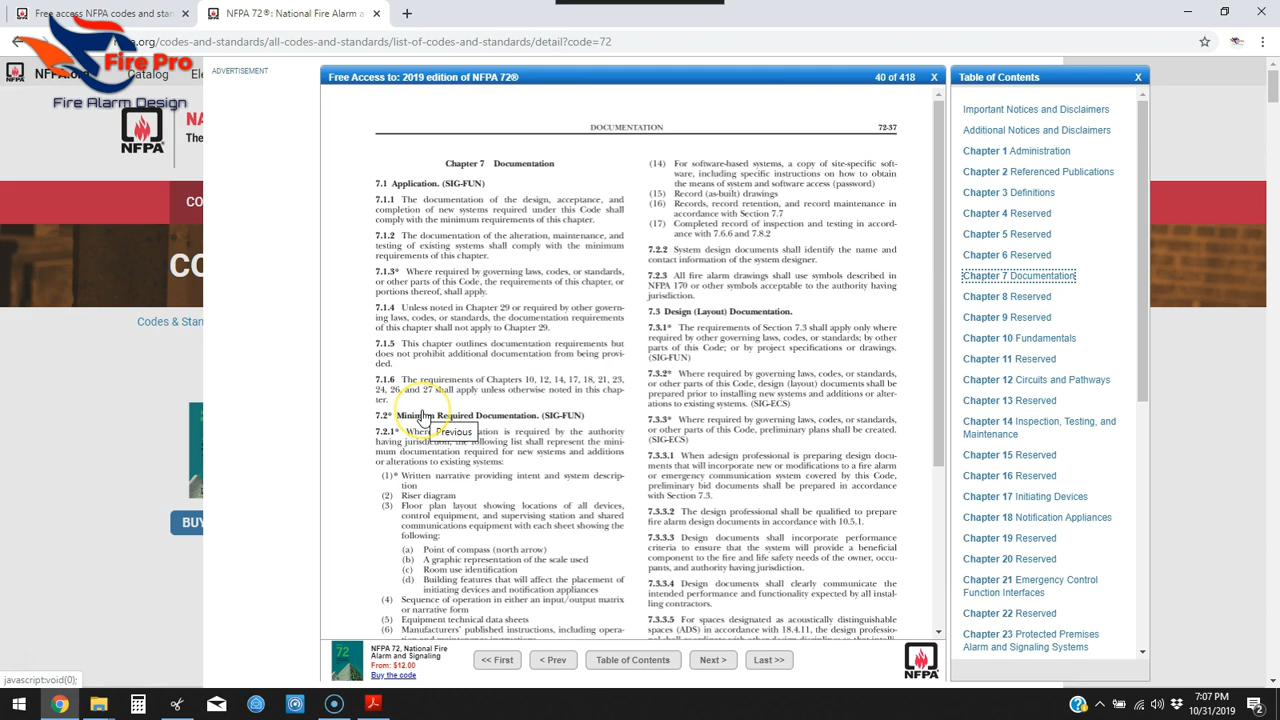 NFPA 72®: National Fire Alarm a
pa.org/codes-and-standards/all-codes-and-standards/list-of-codes-and-standards/detail?code=72
Fire Pro
Fire Alarm Design
NFPA.org
Catalog
NFPA
The
ADVERTISEMENT
CO
Codes & Stan
BUY
Free Access to: 2019 edition of NFPA 72®
40 of 418
X
DOCUMENTATION
72-37
Chapter 7 Documentation
7.1 Application. (SIG-FUN)
7.1.1 The documentation of the design, acceptance, and
completion of new systems required under this Code shall
comply with the minimum requirements of this chapter.
7.1.2 The documentation of the alteration, maintenance, and
testing of existing systems shall comply with the minimum
requirements of this chapter.
7.1.3* Where required by governing laws, codes, or standards,
or other parts of this Code, the requirements of this chapter, or
portions thereof, shall apply.
7.1.4 Unless noted in Chapter 29 or required by other govern-
ing laws, codes, or standards, the documentation requirements
of this chapter shall not apply to Chapter 29.
7.1.5 This chapter outlines documentation requirements but
does not prohibit additional documentation from being provi-
ded.
7.1.6 The requirements of Chapters 10, 12, 14, 17, 18, 21, 23,
24, 26, and 27 shall apply unless otherwise noted in this chap-
ter.
7.2* Minimum Required Documentation. (SIG-FUN)
Previous
7.2.1* Where documentation is required by the authority
having jurisdiction, the following list shall represent the mini-
mum documentation required for new systems and additions
or alterations to existing systems:
(1)* Written narrative providing intent and system descrip-
tion
(2) Riser diagram
(3) Floor plan layout showing locations of all devices,
control equipment, and supervising station and shared
communications equipment with each sheet showing the
following:
(a) Point of compass (north arrow)
(b) A graphic representation of the scale used
(c) Room use identification
(d) Building features that will affect the placement of
initiating devices and notification appliances
(4) Sequence of operation in either an input/output matrix
or narrative form
(5) Equipment technical data sheets
(6) Manufacturers' published instructions, including opera-
(14) For software-based systems, a copy of site-specific soft-
ware, including specific instructions on how to obtain
the means of system and software access (password)
(15) Record (as-built) drawings
(16) Records, record retention, and record maintenance in
accordance with Section 7.7
(17) Completed record of inspection and testing in accord-
ance with 7.6.6 and 7.8.2
7.2.2 System design documents shall identify the name and
contact information of the system designer.
7.2.3 All fire alarm drawings shall use symbols described in
NFPA 170 or other symbols acceptable to the authority having
jurisdiction.
7.3 Design (Layout) Documentation.
7.3.1* The requirements of Section 7.3 shall apply only where
required by other governing laws, codes, or standards; by other
parts of this Code; or by project specifications or drawings.
(SIG-FUN)
7.3.2* Where required by governing laws, codes, or standards,
or other parts of this Code, design (layout) documents shall be
prepared prior to installing new systems and additions or alter-
ations to existing systems. (SIG-ECS)
7.3.3* Where required by governing laws, codes, or standards,
or other parts of this Code, preliminary plans shall be created.
(SIG-ECS)
7.3.3.1 When adesign professional is preparing design docu-
ments that will incorporate new or modifications to a fire alarm
or emergency communication system covered by this Code,
preliminary bid documents shall be prepared in accordance
with Section 7.3.
7.3.3.2 The design professional shall be qualified to prepare
fire alarm design documents in accordance with 10.5.1.
7.3.3.3 Design documents shall incorporate performance
criteria to ensure that the system will provide a beneficial
component to the fire and life safety needs of the owner, occu-
pants, and authority having jurisdiction.
7.3.3.4 Design documents shall clearly communicate the
intended performance and functionality expected by all instal-
ling contractors.
7.3.3.5 For spaces designated as acoustically distinguishable
spaces (ADS) in accordance with 18.4.11, the design professio-
72
NFPA 72, National Fire
Alarm and Signaling
From: $12.00
Buy the code
<< First
< Prev
Table of Contents
Next >
Last >>
NFPA
Table of Contents
X
Important Notices and Disclaimers
Additional Notices and Disclaimers
Chapter 1 Administration
Chapter 2 Referenced Publications
Chapter 3 Definitions
Chapter 4 Reserved
Chapter 5 Reserved
Chapter 6 Reserved
Chapter 7 Documentation
Chapter 8 Reserved
Chapter 9 Reserved
Chapter 10 Fundamentals
Chapter 11 Reserved
Chapter 12 Circuits and Pathways
Chapter 13 Reserved
Chapter 14 Inspection, Testing, and
Maintenance
Chapter 15 Reserved
Chapter 16 Reserved
Chapter 17 Initiating Devices
Chapter 18 Notification Appliances
Chapter 19 Reserved
Chapter 20 Reserved
Chapter 21 Emergency Control
Function Interfaces
Chapter 22 Reserved
Chapter 23 Protected Premises
Alarm and Signaling Systems
javascript:void(0);
7:07 PM
10/31/2019